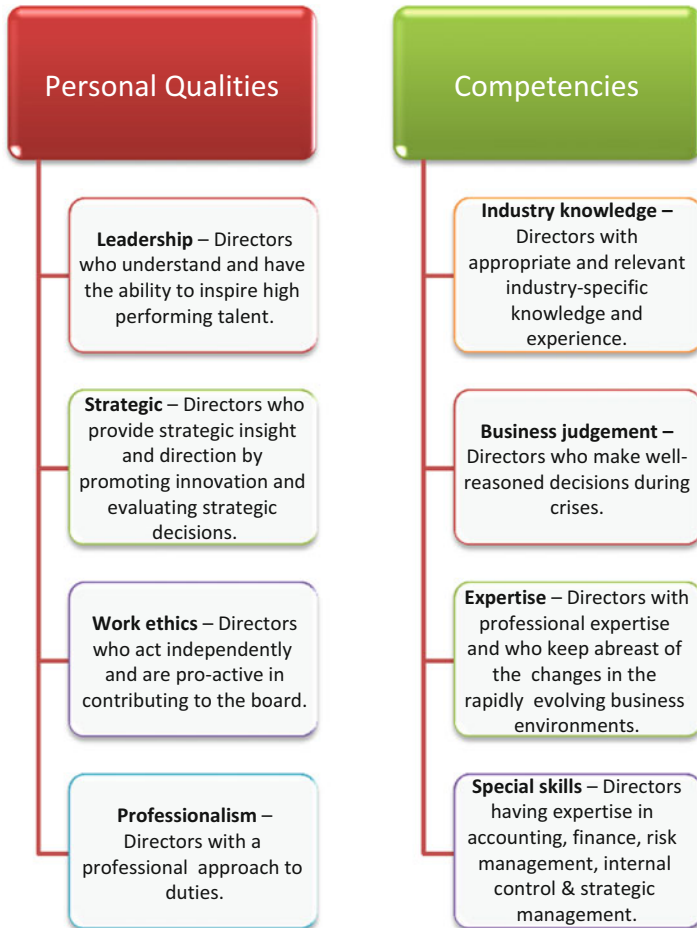 Personal Qualities
Leadership – Directors
who understand and have
the ability to inspire high
performing talent.
Strategic – Directors who
provide strategic insight
and direction by
promoting innovation and
evaluating strategic
decisions.
Work ethics – Directors
who act independently
and are pro-active in
contributing to the board.
Professionalism –
Directors with a
professional approach to
duties.
Competencies
Industry knowledge –
Directors with
appropriate and relevant
industry-specific
knowledge and
experience.
Business judgement –
Directors who make well-
reasoned decisions during
crises.
Expertise – Directors with
professional expertise
and who keep abreast of
the changes in the
rapidly evolving business
environments.
Special skills – Directors
having expertise in
accounting, finance, risk
management, internal
control & strategic
management.